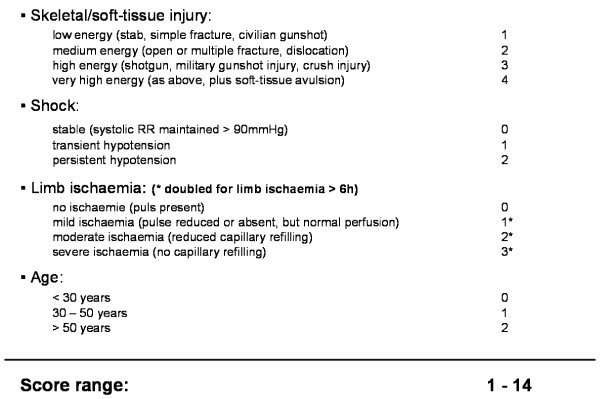 ▪ Skeletal/soft-tissue injury:
low energy (stab, simple fracture, civilian gunshot) 1
medium energy (open or multiple fracture, dislocation) 2
high energy (shotgun, military gunshot injury, crush injury) 3
very high energy (as above, plus soft-tissue avulsion) 4
▪ Shock:
stable (systolic RR maintained > 90mmHg) 0
transient hypotension 1
persistent hypotension 2
▪ Limb ischaemia: (* doubled for limb ischaemia > 6h)
no ischaemie (puls present) 0
mild ischaemia (pulse reduced or absent, but normal perfusion) 1*
moderate ischaemia (reduced capillary refilling) 2*
severe ischaemia (no capillary refilling) 3*
▪ Age:
< 30 years 0
30 – 50 years 1
> 50 years 2
Score range: 1 - 14